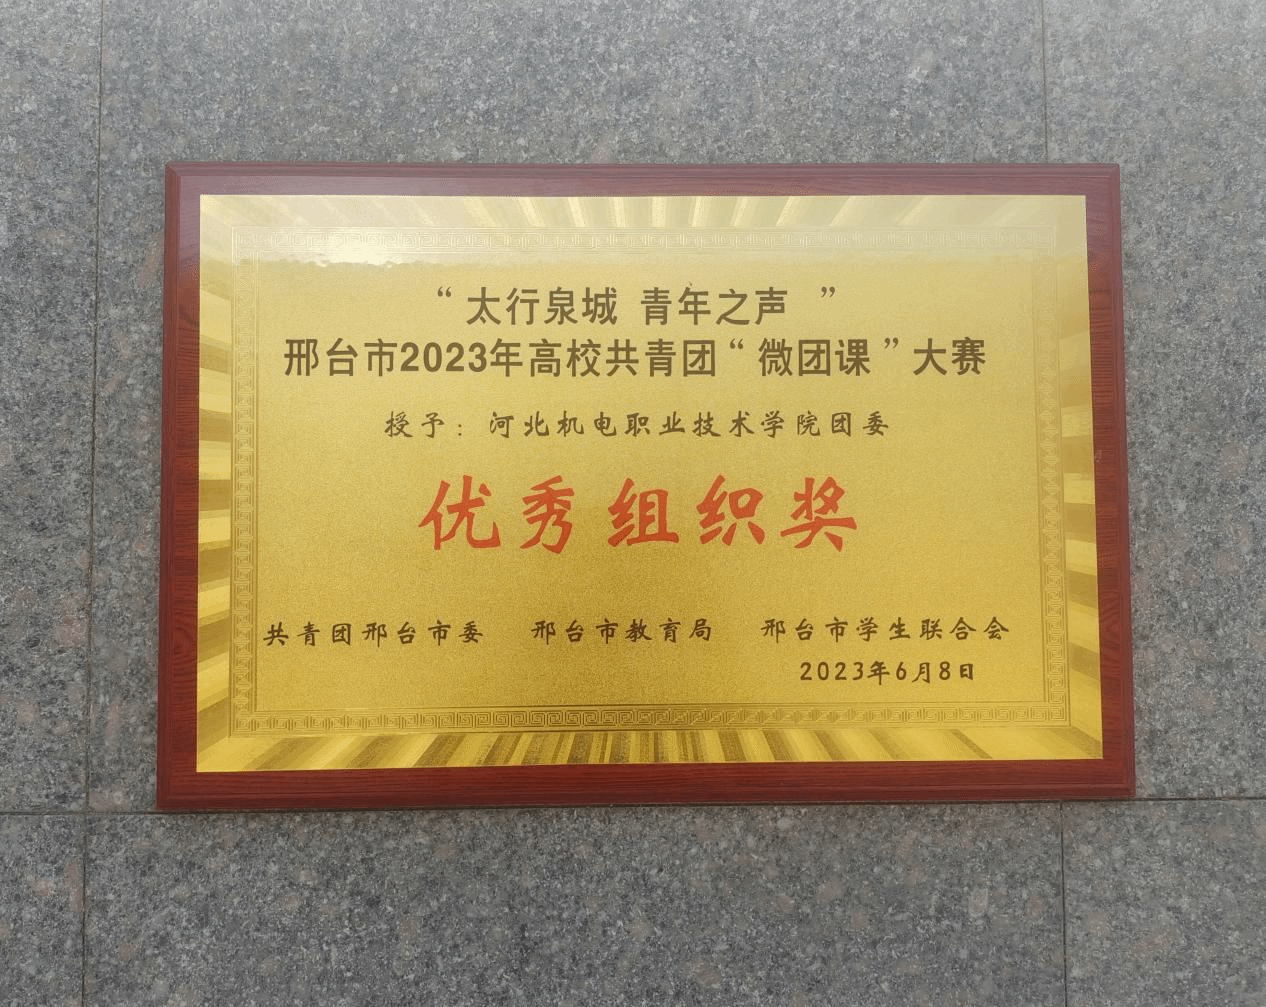 “太行泉城 青年之声 ”
邢台市2023年高校共青团“微团课”大赛
授予：河北机电职业技术学院团委
优秀组织奖
共青团邢台市委 邢台市教育局 邢台市学生联合会
2023年6月8日